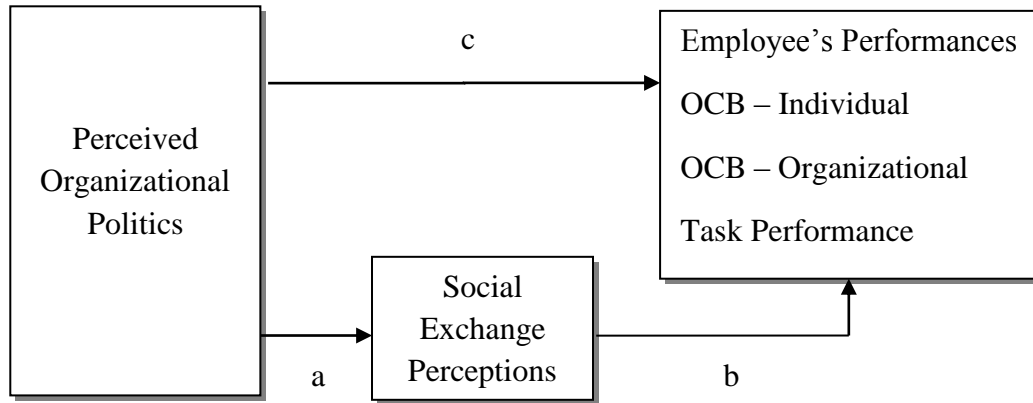 Perceived
Organizational
Politics
c
Employee’s Performances
OCB – Individual
OCB – Organizational
Task Performance
a
Social
Exchange
Perceptions
b